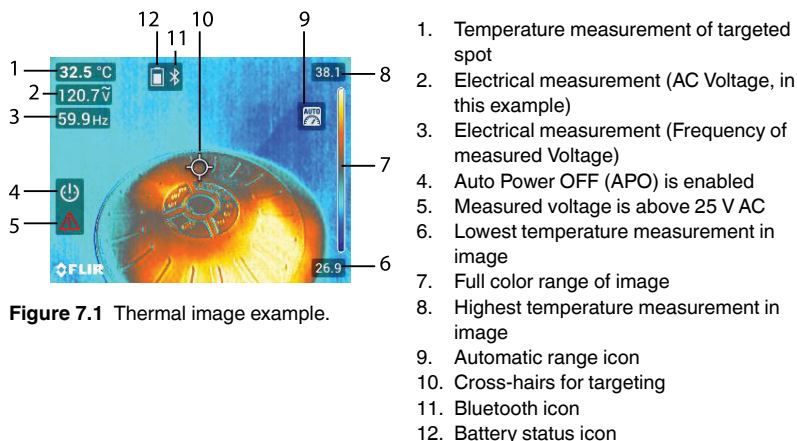 12
10
11
9
1
32.5 °C
38.1
8
2
120.7Ṽ
AUTO
3
59.9 Hz
7
4
5
FLIR
26.9
6
Figure 7.1 Thermal image example.
1. Temperature measurement of targeted
spot
2. Electrical measurement (AC Voltage, in
this example)
3. Electrical measurement (Frequency of
measured Voltage)
4. Auto Power OFF (APO) is enabled
5. Measured voltage is above 25 V AC
6. Lowest temperature measurement in
image
7. Full color range of image
8. Highest temperature measurement in
image
9. Automatic range icon
10. Cross-hairs for targeting
11. Bluetooth icon
12. Battery status icon